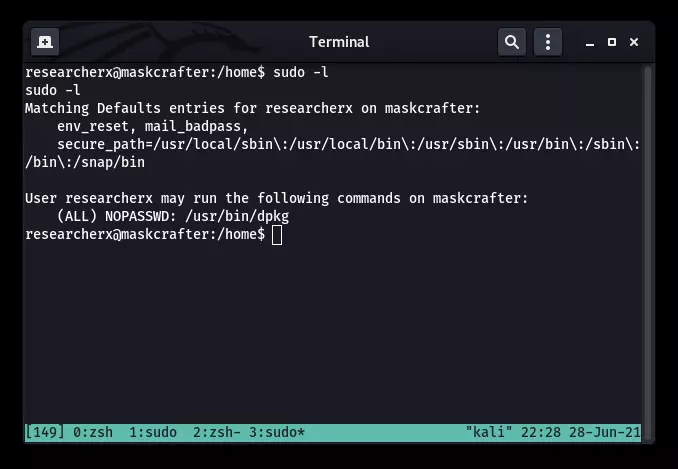 Terminal
researcherx@maskcrafter:/home$ sudo -l
sudo -l
Matching Defaults entries for researcherx on maskcrafter:
    env_reset, mail_badpass,
    secure_path=/usr/local/sbin\:/usr/local/bin\:/usr/sbin\:/usr/bin\:/sbin\:
/bin\:/snap/bin

User researcherx may run the following commands on maskcrafter:
    (ALL) NOPASSWD: /usr/bin/dpkg
researcherx@maskcrafter:/home$
[149] 0:zsh  1:sudo  2:zsh- 3:sudo* "kali" 22:28 28-Jun-21